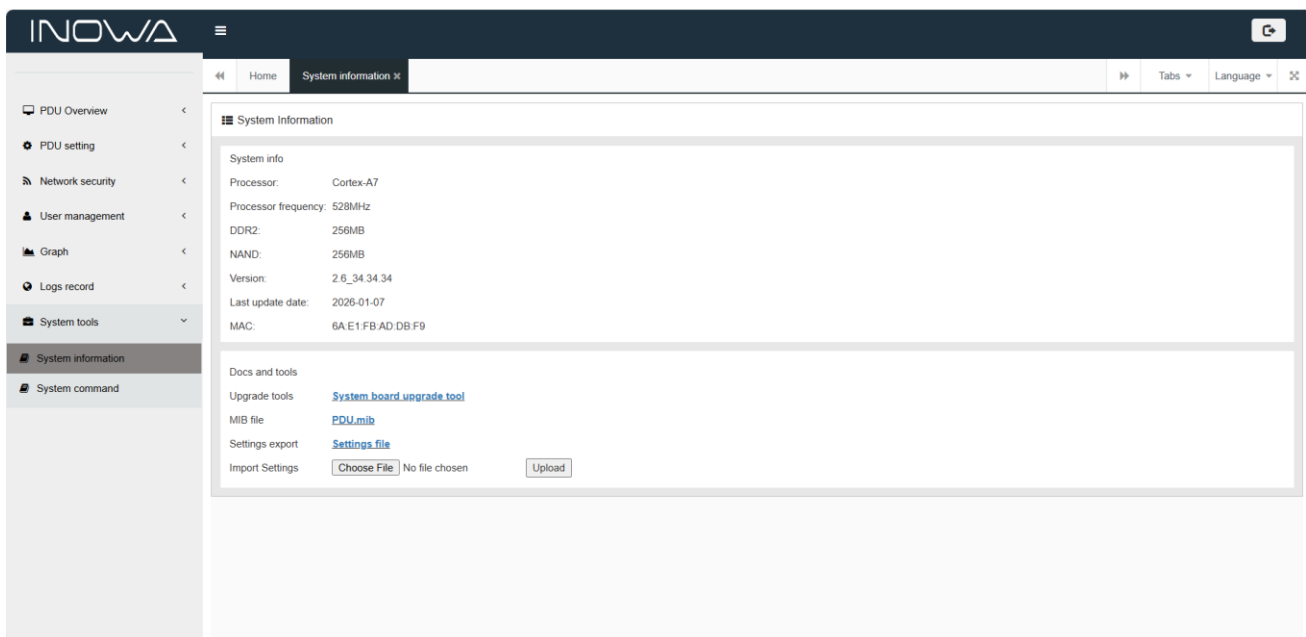 INOWA
Home
System information
Tabs
Language
PDU Overview
PDU setting
Network security
User management
Graph
Logs record
System tools
System information
System command
System Information
System info
Processor: Cortex-A7
Processor frequency: 528MHz
DDR2: 256MB
NAND: 256MB
Version: 2.6_34.34.34
Last update date: 2026-01-07
MAC: 6A:E1:FB:AD:DB:F9
Docs and tools
Upgrade tools System board upgrade tool
MIB file PDU.mib
Settings export Settings file
Import Settings Choose File No file chosen Upload